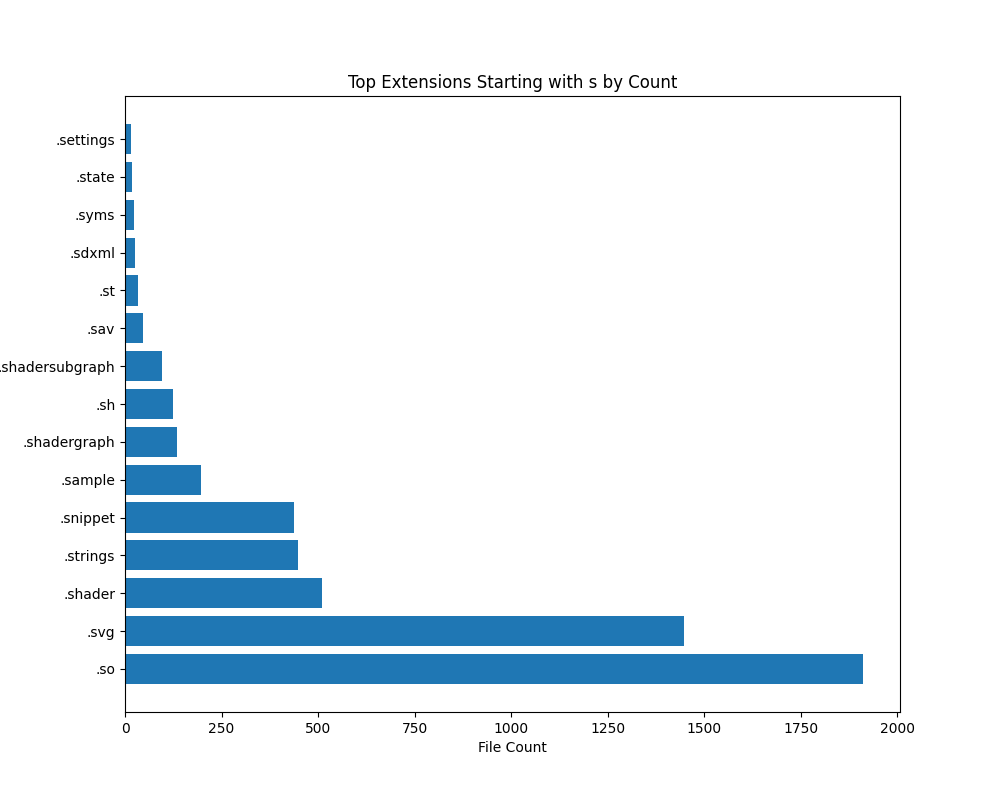 Top Extensions Starting with s by Count
.settings
.state
.syms
.sdxml
.st
.sav
.shadersubgraph
.sh
.shadergraph
.sample
.snippet
.strings
.shader
.svg
.so
0 250 500 750 1000 1250 1500 1750 2000
File Count